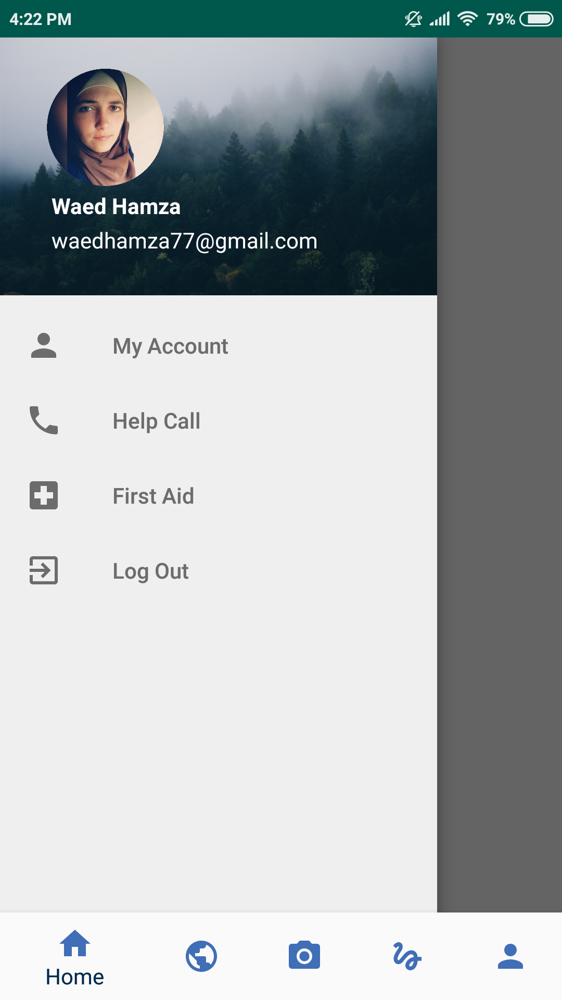 4:22 PM 79%
Waed Hamza
waedhamza77@gmail.com
My Account
Help Call
First Aid
Log Out
Home